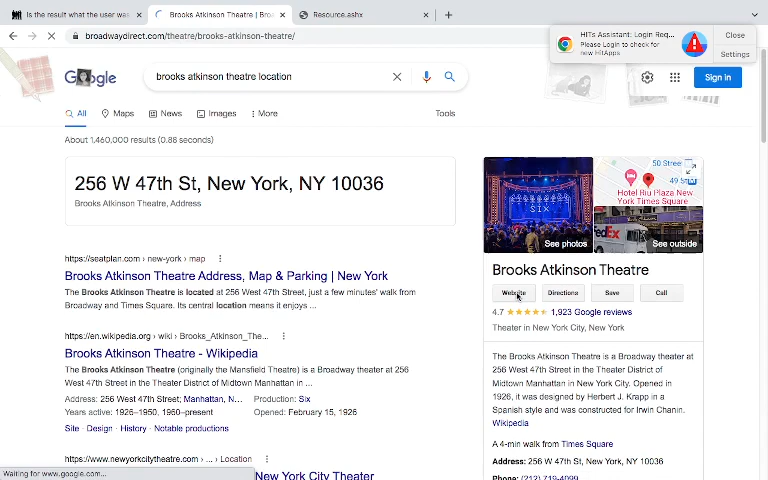 Is the result what the user was
Brooks Atkinson Theatre | Broa
Resource.ashx
broadwaydirect.com/theatre/brooks-atkinson-theatre/
HITs Assistant: Login Req...
Please Login to check for
new HitApps
Close
Settings
Google
brooks atkinson theatre location
Sign in
All
Maps
News
Images
More
Tools
About 1,460,000 results (0.88 seconds)
256 W 47th St, New York, NY 10036
Brooks Atkinson Theatre, Address
https://seatplan.com › new-york › map
Brooks Atkinson Theatre Address, Map & Parking | New York
The Brooks Atkinson Theatre is located at 256 West 47th Street, just a few minutes' walk from
Broadway and Times Square. Its central location means it enjoys ...
https://en.wikipedia.org › wiki › Brooks_Atkinson_The...
Brooks Atkinson Theatre - Wikipedia
The Brooks Atkinson Theatre (originally the Mansfield Theatre) is a Broadway theater at 256
West 47th Street in the Theater District of Midtown Manhattan in ...
Address: 256 West 47th Street; Manhattan, N... Production: Six
Years active: 1926–1950, 1960–present Opened: February 15, 1926
Site · Design · History · Notable productions
https://www.newyorkcitytheatre.com › ... › Location
New York City Theater
SIX
See photos
50 Stree
49 St
Hotel Riu Plaza New
York Times Square
FedEx
See outside
Brooks Atkinson Theatre
Website
Directions
Save
Call
4.7 1,923 Google reviews
Theater in New York City, New York
The Brooks Atkinson Theatre is a Broadway theater at
256 West 47th Street in the Theater District of
Midtown Manhattan in New York City. Opened in
1926, it was designed by Herbert J. Krapp in a
Spanish style and was constructed for Irwin Chanin.
Wikipedia
A 4-min walk from Times Square
Address: 256 W 47th St, New York, NY 10036
Phone: (212) 719-4099
Waiting for www.google.com...